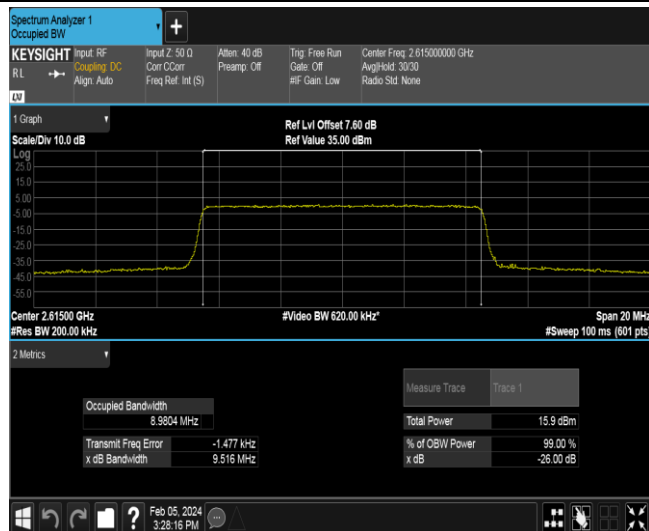 Spectrum Analyzer 1
Occupied BW
KEYSIGHT Input: RF Input Z: 50 Ω Atten: 40 dB Trig: Free Run Center Freq: 2.615000000 GHz
RL Coupling: DC Corr CCorr Preamp: Off Gate: Off Avg|Hold: 30/30
Align: Auto Freq Ref: Int (S) #IF Gain: Low Radio Std: None
LXI
1 Graph
Scale/Div 10.0 dB
Ref Lvl Offset 7.60 dB
Ref Value 35.00 dBm
Log
25.0
15.0
5.00
-5.00
-15.0
-25.0
-35.0
-45.0
-55.0
Center 2.61500 GHz #Video BW 620.00 kHz* Span 20 MHz
#Res BW 200.00 kHz #Sweep 100 ms (601 pts)
2 Metrics
Measure Trace Trace 1
Occupied Bandwidth
8.9804 MHz
Total Power 15.9 dBm
Transmit Freq Error -1.477 kHz % of OBW Power 99.00 %
x dB Bandwidth 9.516 MHz x dB -26.00 dB
? Feb 05, 2024
3:28:16 PM